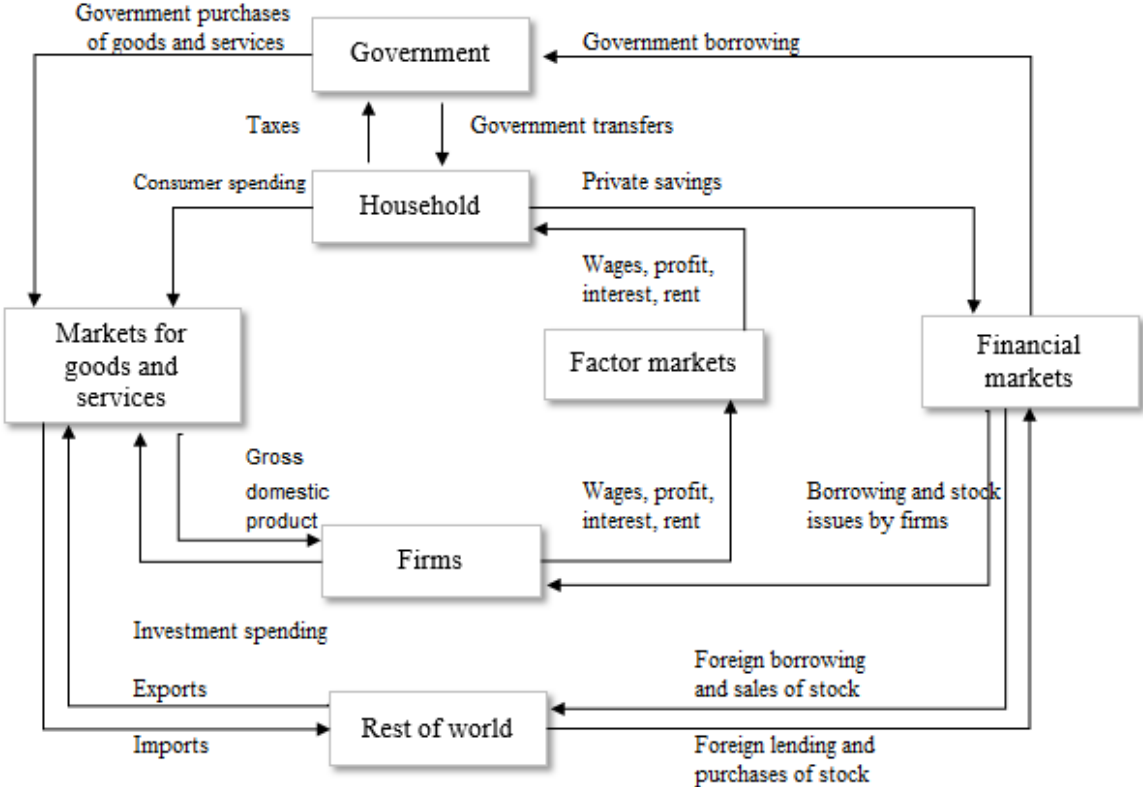 Government purchases
of goods and services
Government
Government borrowing
Taxes
Government transfers
Consumer spending
Household
Private savings
Wages, profit,
interest, rent
Markets for
goods and
services
Factor markets
Financial
markets
Gross
domestic
product
Wages, profit,
interest, rent
Borrowing and stock
issues by firms
Firms
Investment spending
Foreign borrowing
and sales of stock
Exports
Rest of world
Imports
Foreign lending and
purchases of stock